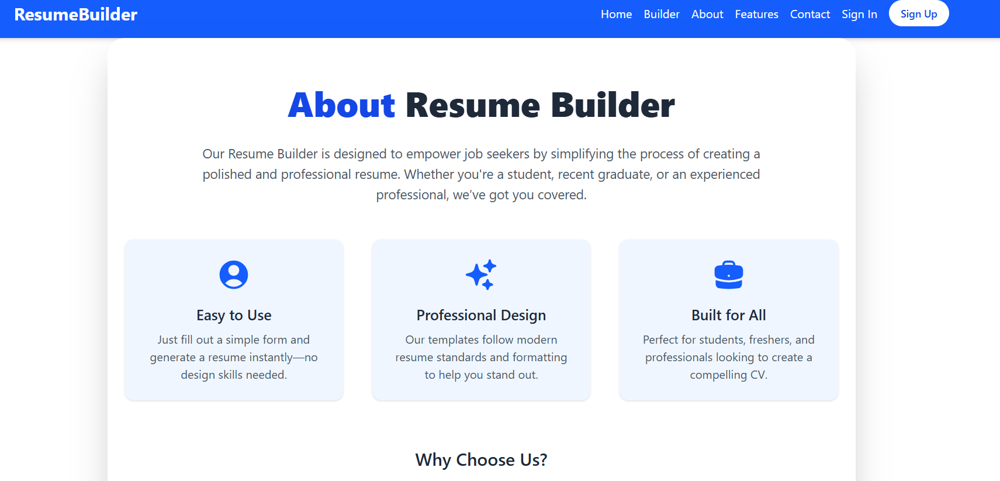 ResumeBuilder
Home Builder About Features Contact Sign In Sign Up
About Resume Builder
Our Resume Builder is designed to empower job seekers by simplifying the process of creating a
polished and professional resume. Whether you're a student, recent graduate, or an experienced
professional, we’ve got you covered.
Easy to Use
Just fill out a simple form and
generate a resume instantly—no
design skills needed.
Professional Design
Our templates follow modern
resume standards and formatting
to help you stand out.
Built for All
Perfect for students, freshers, and
professionals looking to create a
compelling CV.
Why Choose Us?